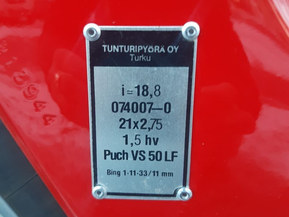 TUNTURIPYÖRÄ OY
Turku
i=18,8
074007-0
21x2,75
1,5 hv
Puch VS 50 LF
Bing 1-11-33/11 mm